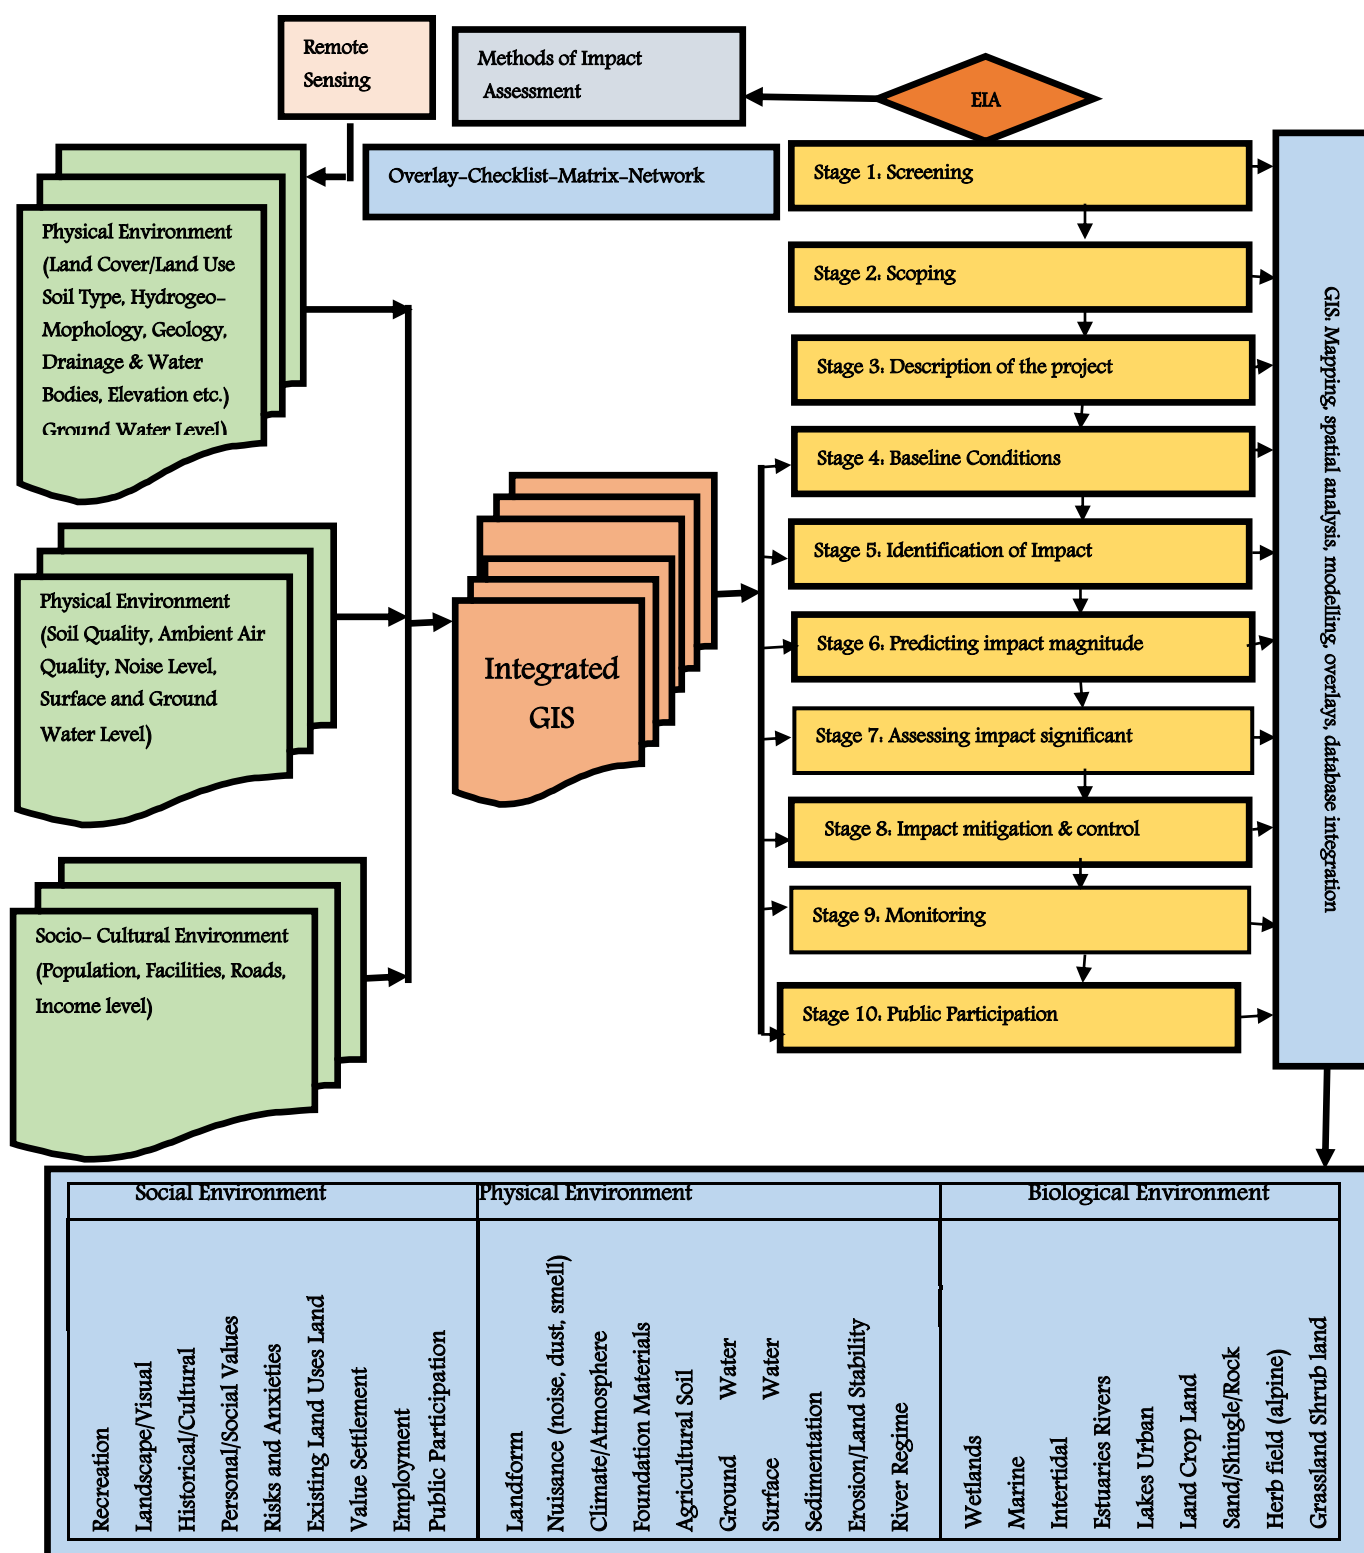 Remote
Sensing
Methods of Impact
Assessment
EIA
Overlay-Checklist-Matrix-Network
Physical Environment
(Land Cover/Land Use
Soil Type, Hydrogeo-
Mophology, Geology,
Drainage & Water
Bodies, Elevation etc.)
Ground Water Level)
Physical Environment
(Soil Quality, Ambient Air
Quality, Noise Level,
Surface and Ground
Water Level)
Socio- Cultural Environment
(Population, Facilities, Roads,
Income level)
Integrated
GIS
Stage 1: Screening
Stage 2: Scoping
Stage 3: Description of the project
Stage 4: Baseline Conditions
Stage 5: Identification of Impact
Stage 6: Predicting impact magnitude
Stage 7: Assessing impact significant
Stage 8: Impact mitigation & control
Stage 9: Monitoring
Stage 10: Public Participation
GIS: Mapping, spatial analysis, modelling, overlays, database integration
Social Environment
Recreation
Landscape/Visual
Historical/Cultural
Personal/Social Values
Risks and Anxieties
Existing Land Uses Land
Value Settlement
Employment
Public Participation
Physical Environment
Landform
Nuisance (noise, dust, smell)
Climate/Atmosphere
Foundation Materials
Agricultural Soil
Ground Water
Surface Water
Sedimentation
Erosion/Land Stability
River Regime
Biological Environment
Wetlands
Marine
Intertidal
Estuaries Rivers
Lakes Urban
Land Crop Land
Sand/Shingle/Rock
Herb field (alpine)
Grassland Shrub land